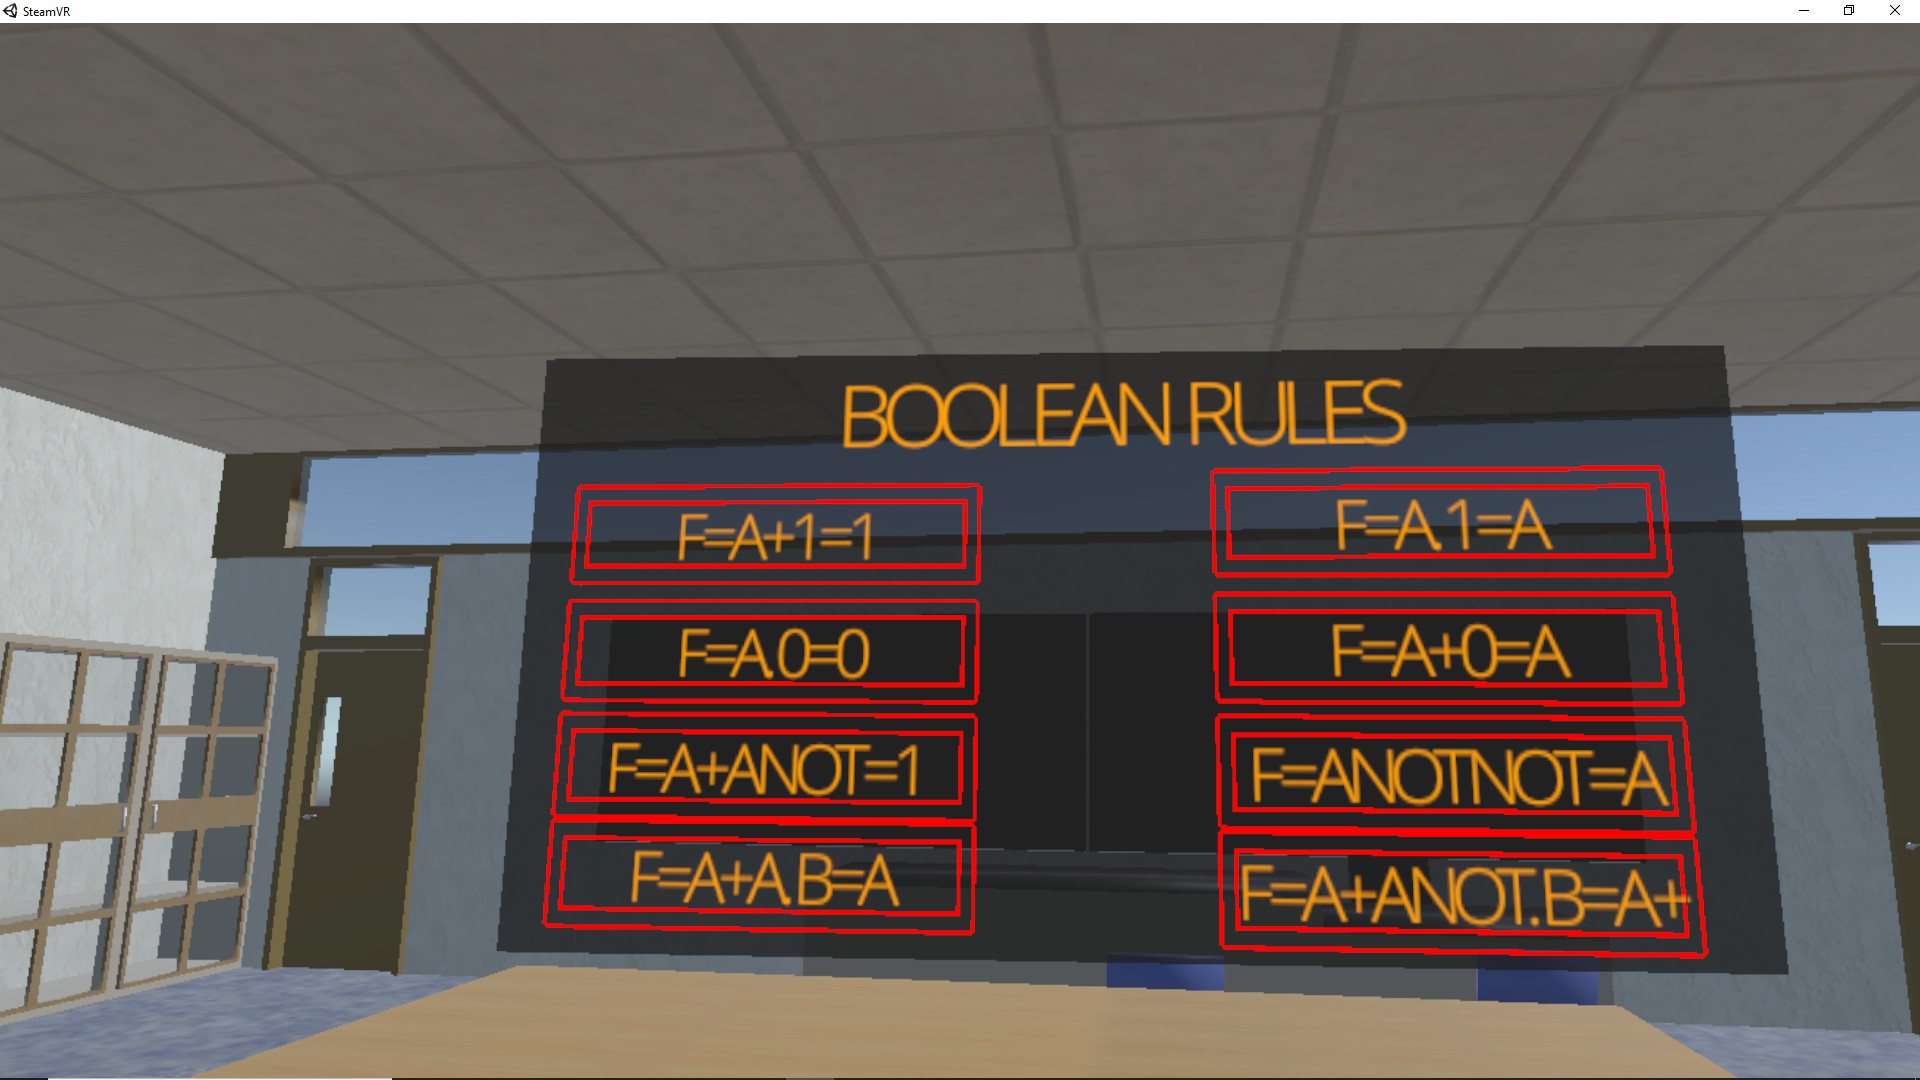 SteamVR
BOOLEAN RULES
F=A+1=1
F=A.1=A
F=A.0=0
F=A+0=A
F=A+ANOT=1
F=ANOTNOT=A
F=A+A.B=A
F=A+ANOT.B=A+